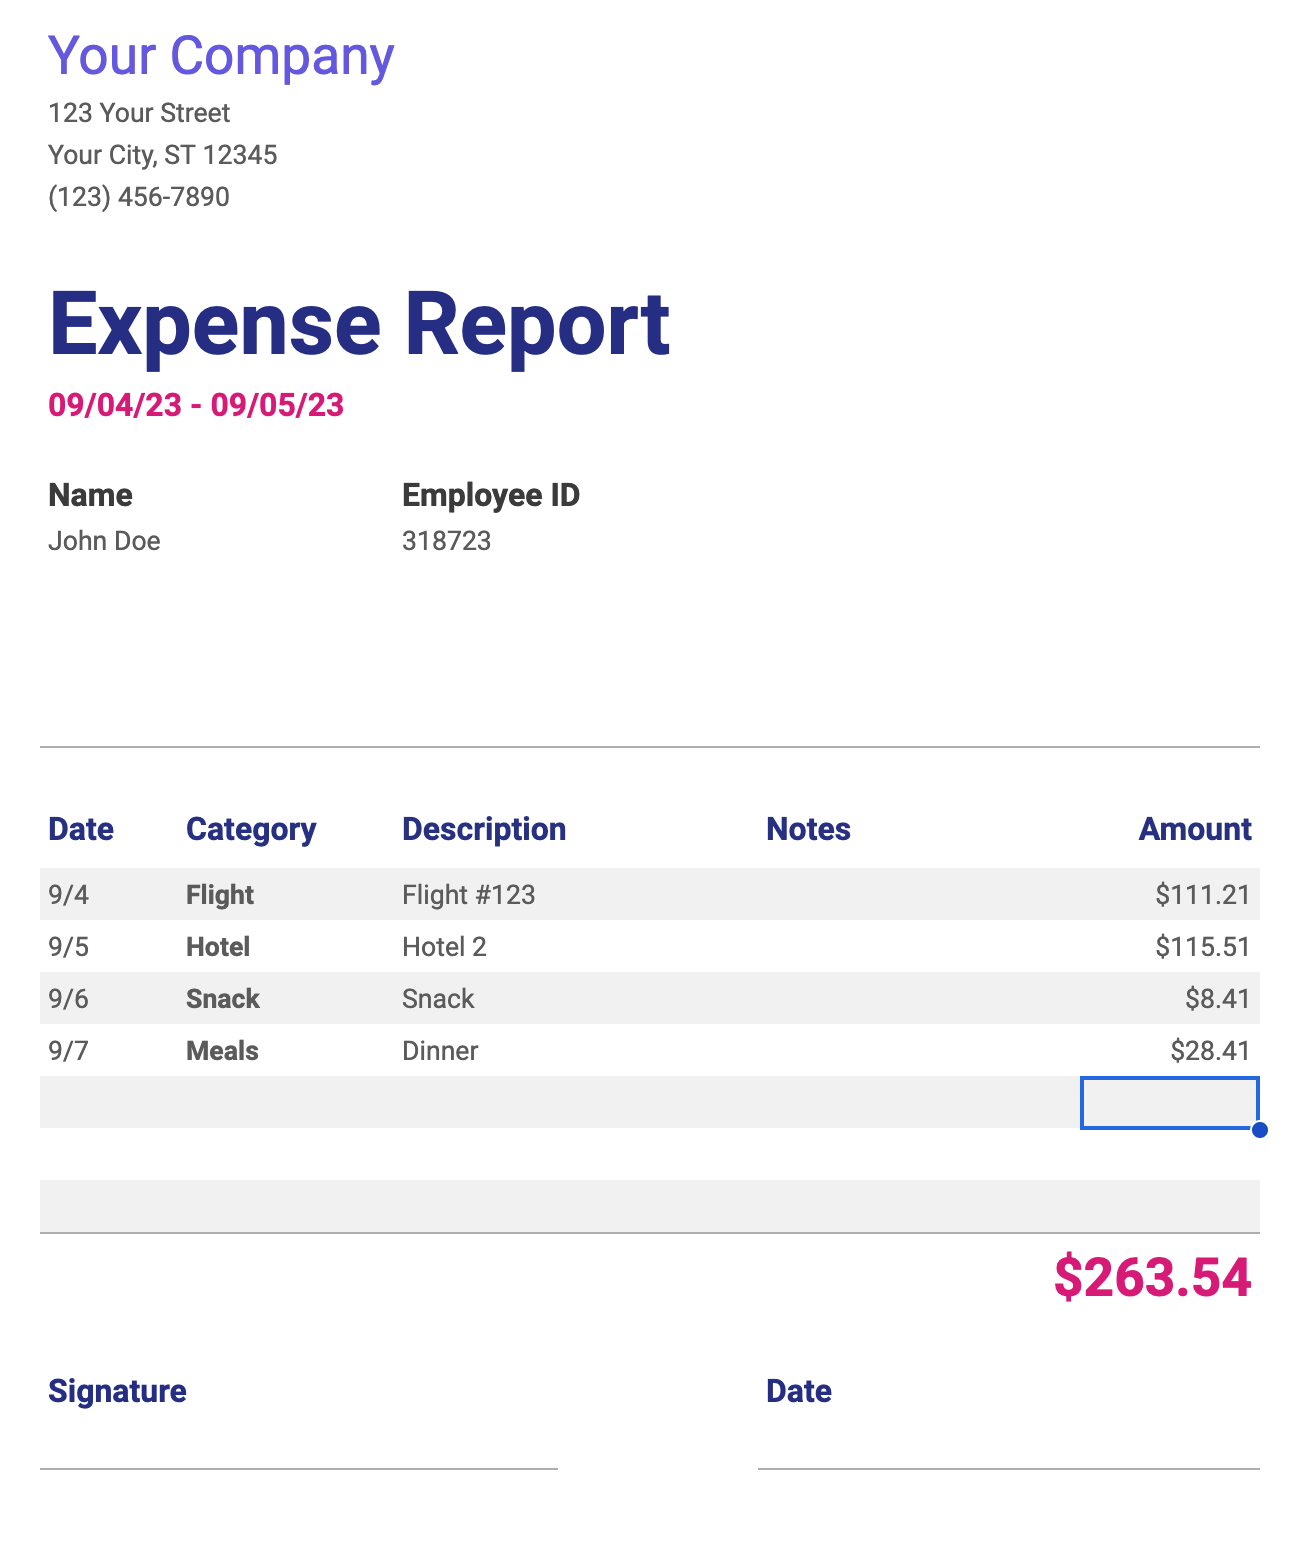 Your Company
123 Your Street
Your City, ST 12345
(123) 456-7890
Expense Report
09/04/23 - 09/05/23
Name Employee ID
John Doe 318723
Date Category Description Notes Amount
9/4 Flight Flight #123 $111.21
9/5 Hotel Hotel 2 $115.51
9/6 Snack Snack $8.41
9/7 Meals Dinner $28.41
$263.54
Signature Date